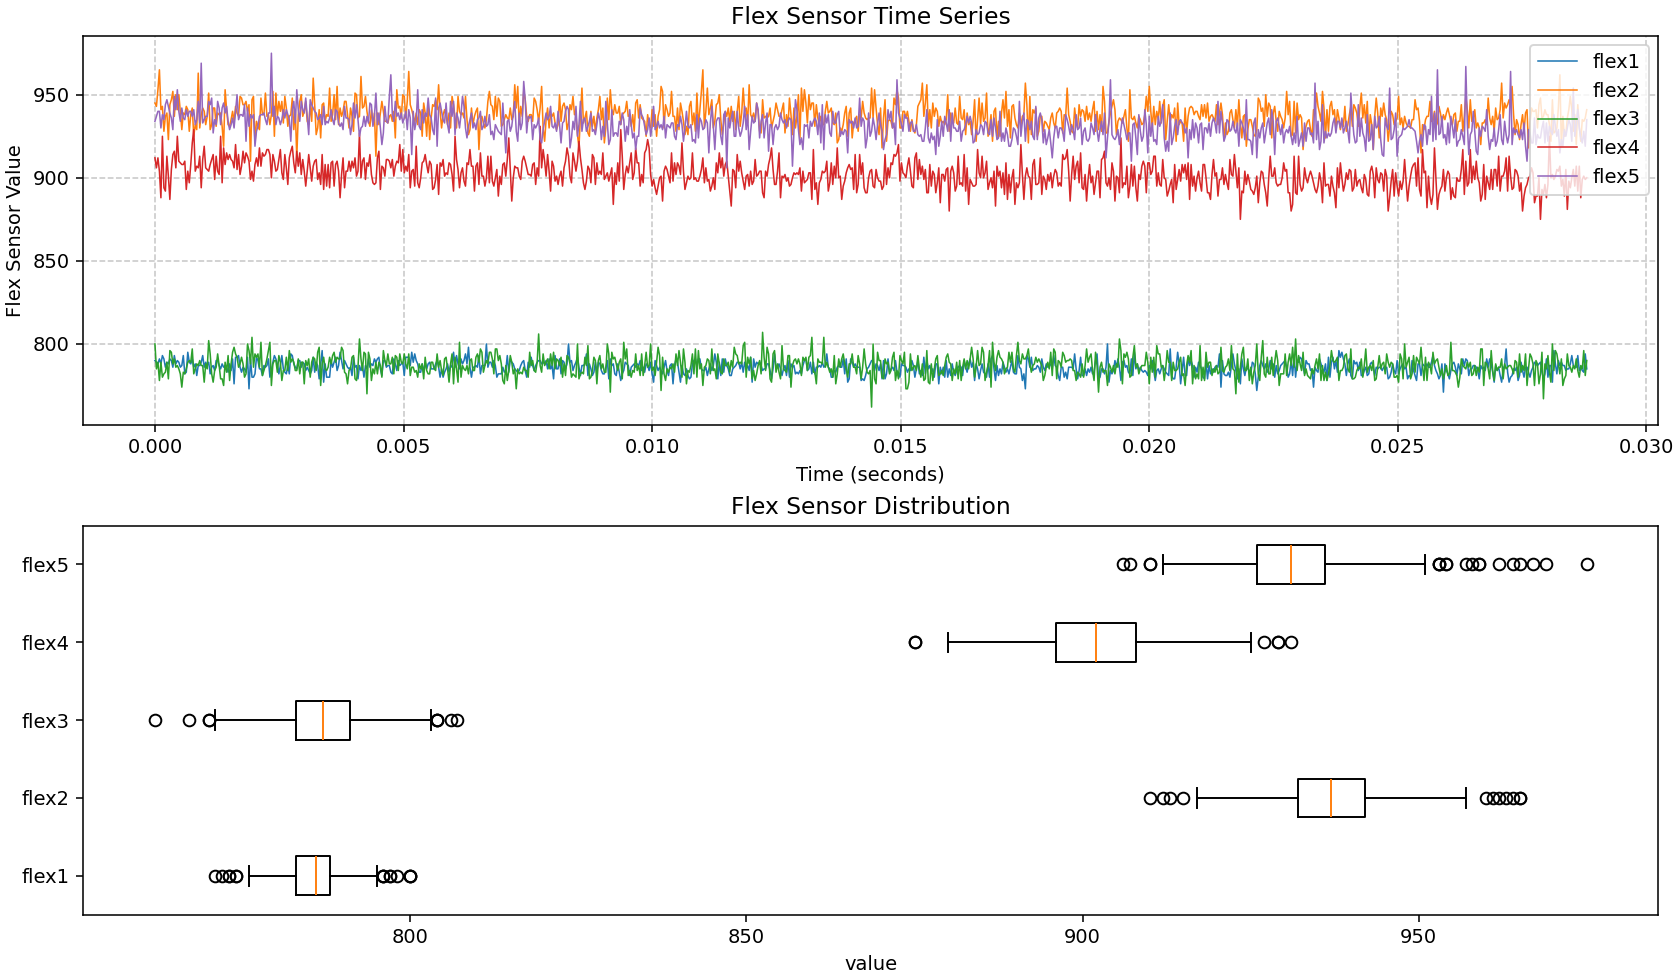 Flex Sensor Time Series
Flex Sensor Value
950
900
850
800
flex1
flex2
flex3
flex4
flex5
0.000 0.005 0.010 0.015 0.020 0.025 0.030
Time (seconds)
Flex Sensor Distribution
flex5
flex4
flex3
flex2
flex1
800 850 900 950
value